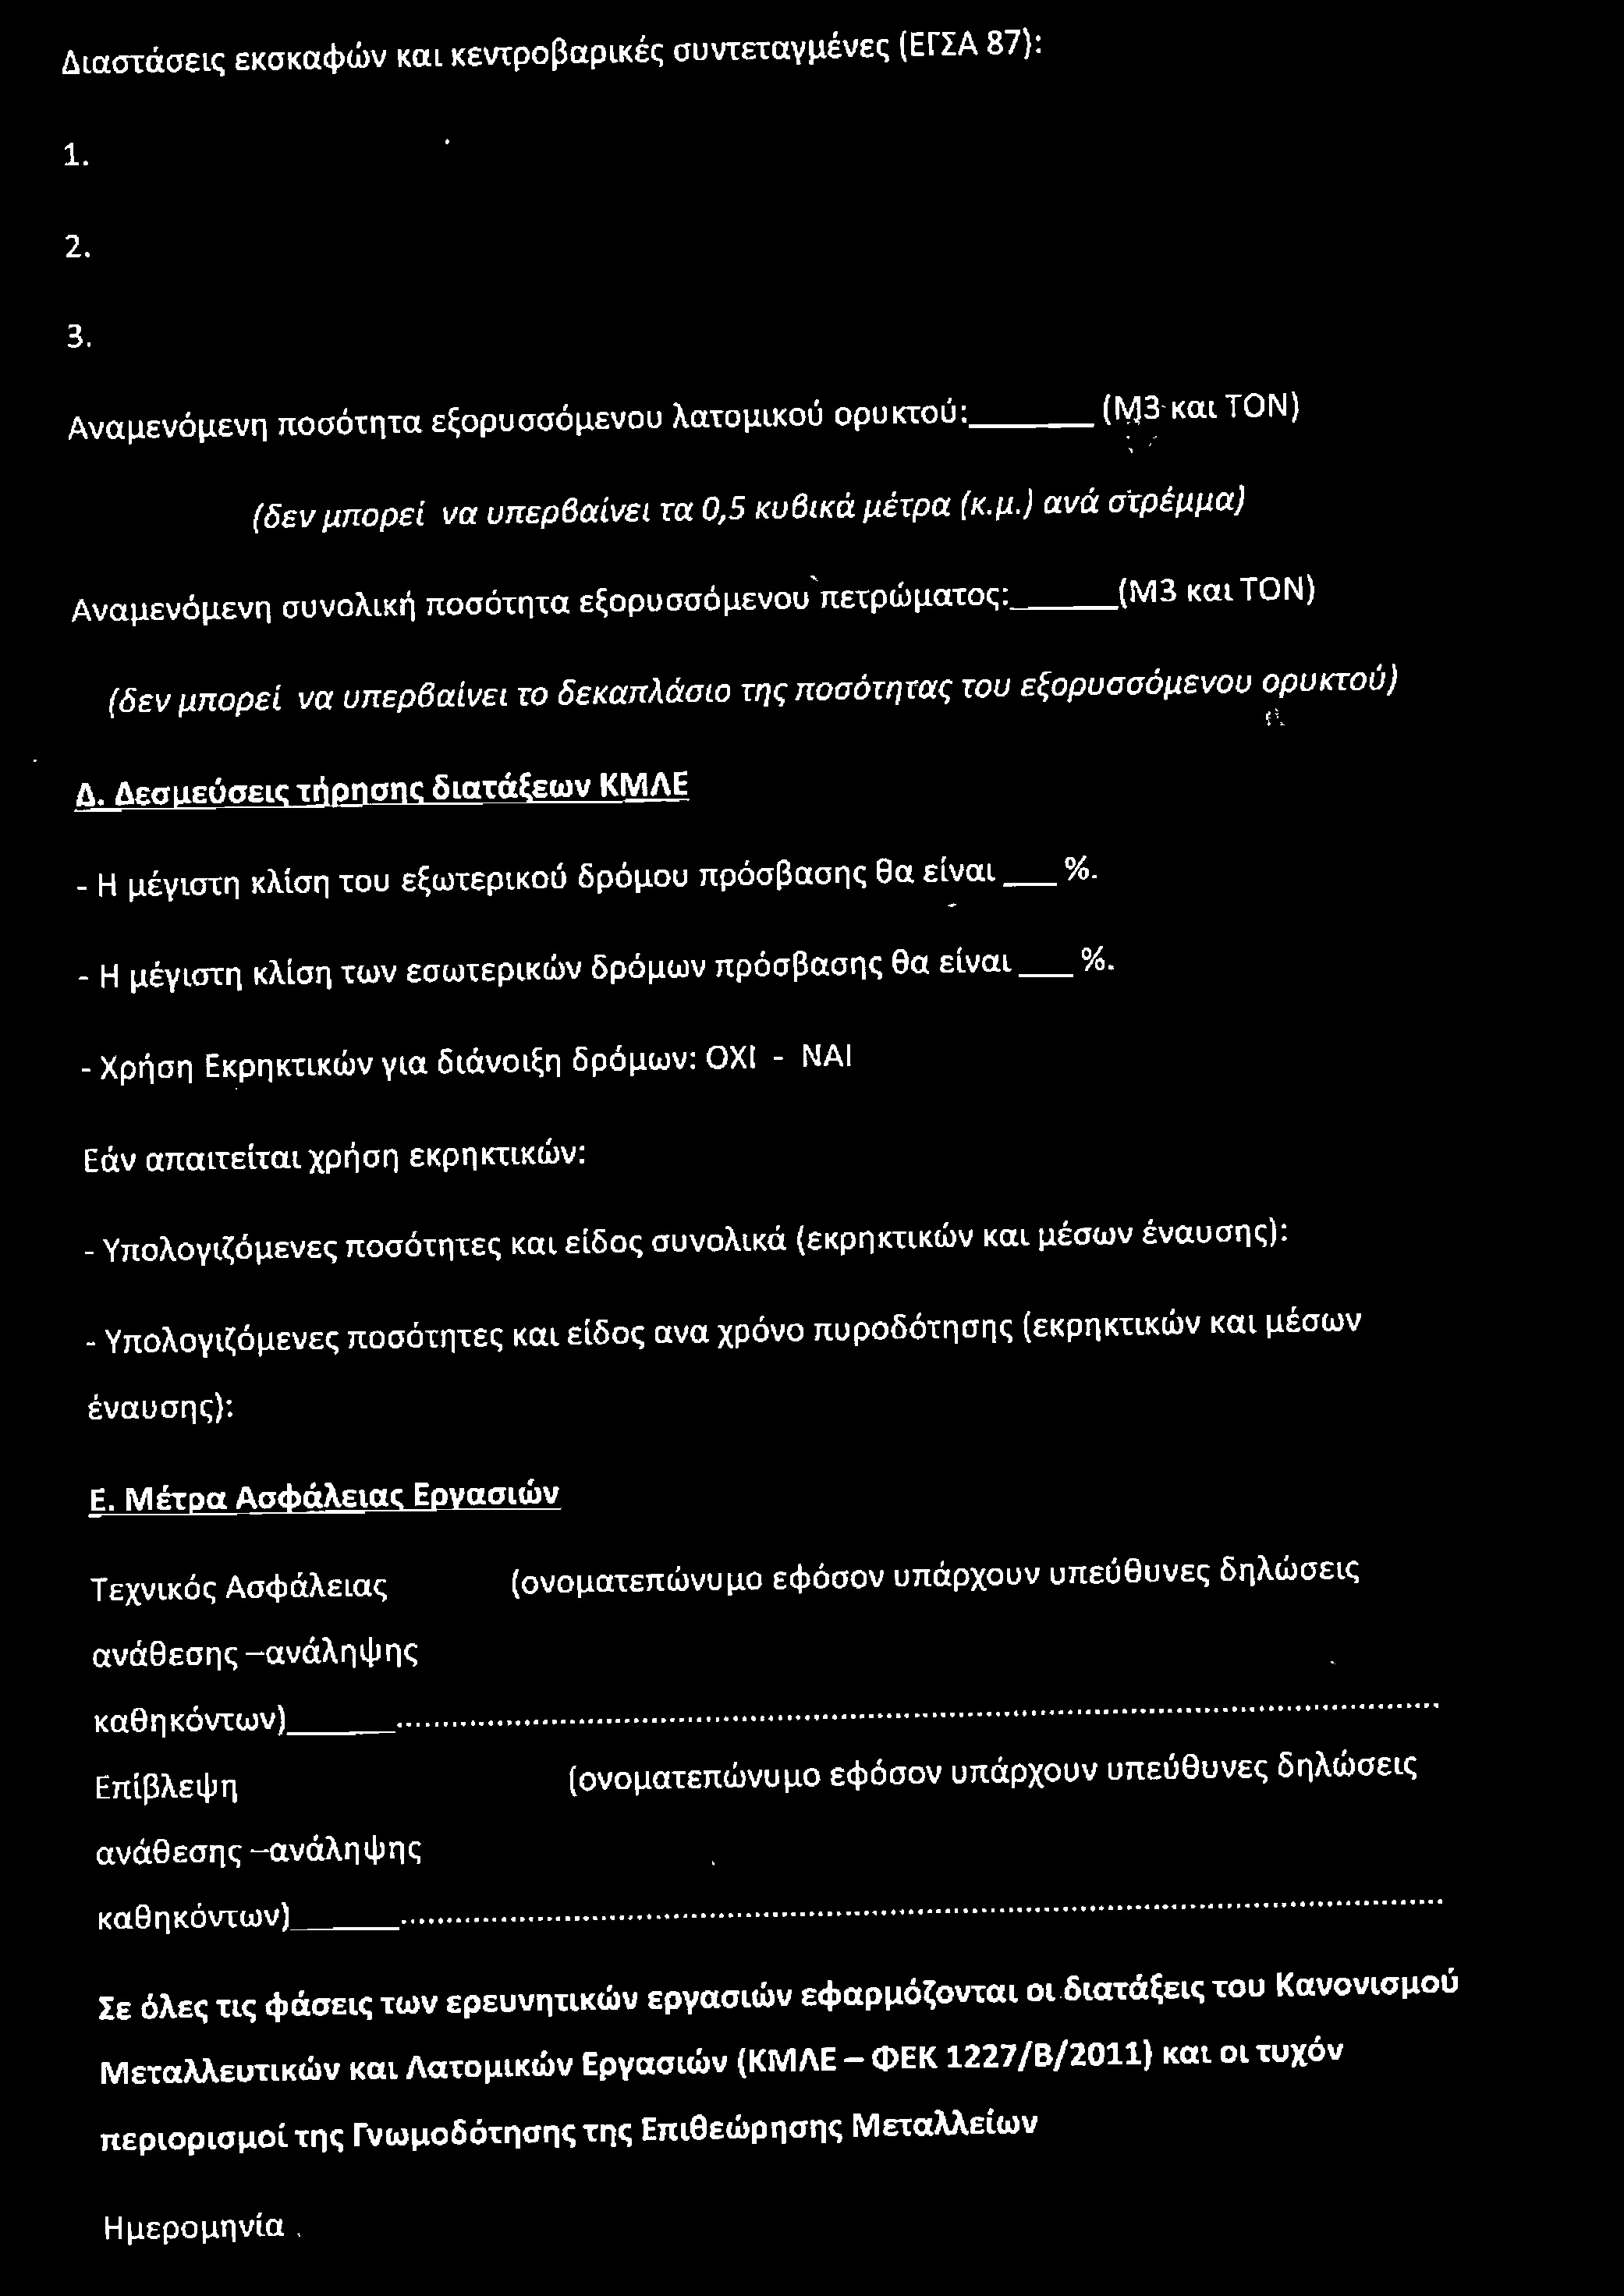 Διαστάσεις εκσκαφών και κεντροβαρικές συντεταγμένες (ΕΓΣΑ 87):
1.
2.
3.
Αναμενόμενη ποσότητα εξορυσσόμενου λατομικού ορυκτού:_______ (Μ3 και ΤΟΝ)
(δεν μπορεί να υπερβαίνει τα 0,5 κυβικά μέτρα (κ.μ.) ανά στρέμμα)
Αναμενόμενη συνολική ποσότητα εξορυσσόμενου πετρώματος:______(Μ3 και ΤΟΝ)
(δεν μπορεί να υπερβαίνει το δεκαπλάσιο της ποσότητας του εξορυσσόμενου ορυκτού)
Δ. Δεσμεύσεις τήρησης διατάξεων ΚΜΛΕ
- Η μέγιστη κλίση του εξωτερικού δρόμου πρόσβασης θα είναι ___ %.
- Η μέγιστη κλίση των εσωτερικών δρόμων πρόσβασης θα είναι ___ %.
- Χρήση Εκρηκτικών για διάνοιξη δρόμων: ΟΧΙ - ΝΑΙ
Εάν απαιτείται χρήση εκρηκτικών:
- Υπολογιζόμενες ποσότητες και είδος συνολικά (εκρηκτικών και μέσων έναυσης):
- Υπολογιζόμενες ποσότητες και είδος ανα χρόνο πυροδότησης (εκρηκτικών και μέσων
έναυσης):
Ε. Μέτρα Ασφάλειας Εργασιών
Τεχνικός Ασφάλειας (ονοματεπώνυμο εφόσον υπάρχουν υπεύθυνες δηλώσεις
ανάθεσης –ανάληψης
καθηκόντων)______...........................................................................
Επίβλεψη (ονοματεπώνυμο εφόσον υπάρχουν υπεύθυνες δηλώσεις
ανάθεσης –ανάληψης
καθηκόντων)______...........................................................................
Σε όλες τις φάσεις των ερευνητικών εργασιών εφαρμόζονται οι διατάξεις του Κανονισμού
Μεταλλευτικών και Λατομικών Εργασιών (ΚΜΛΕ – ΦΕΚ 1227/Β/2011) και οι τυχόν
περιορισμοί της Γνωμοδότησης της Επιθεώρησης Μεταλλείων
Ημερομηνία .